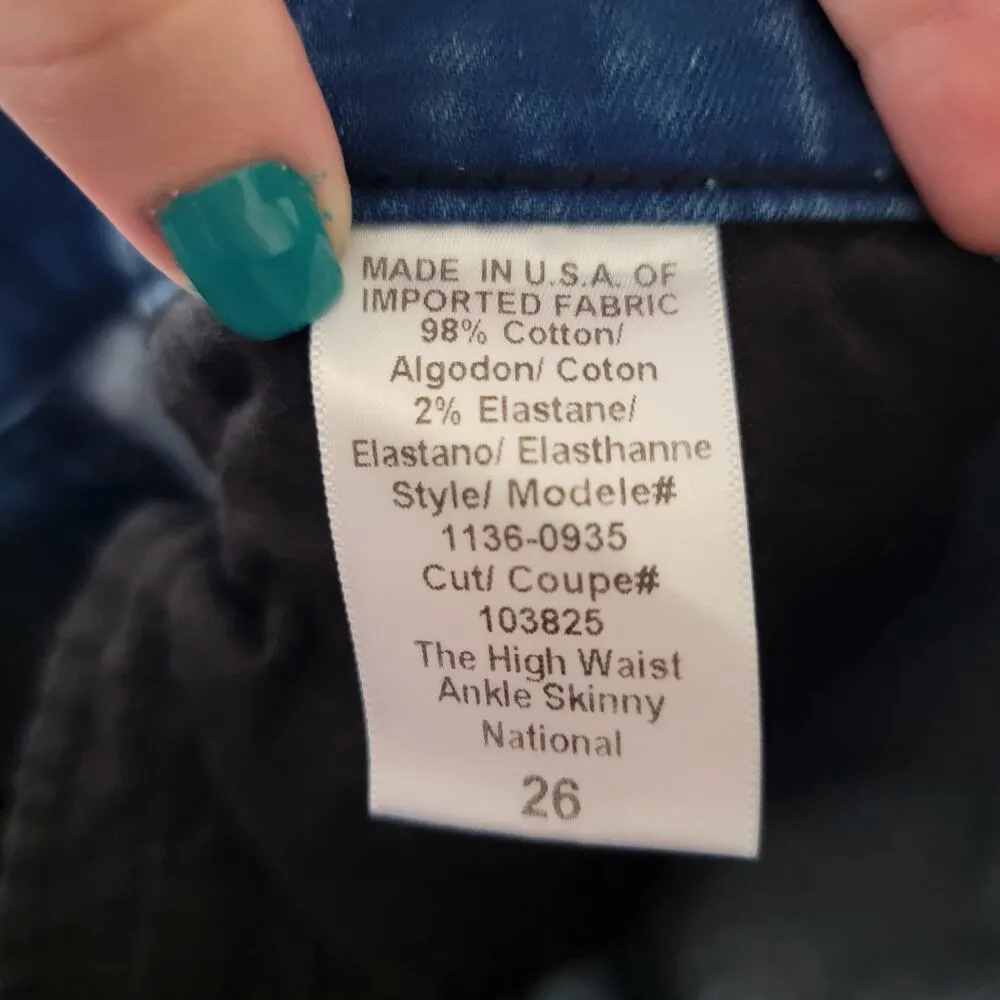 MADE IN U.S.A. OF
IMPORTED FABRIC
98% Cotton/
Algodon/ Coton
2% Elastane/
Elastano/ Elasthanne
Style/ Modele#
1136-0935
Cut/ Coupe#
103825
The High Waist
Ankle Skinny
National
26